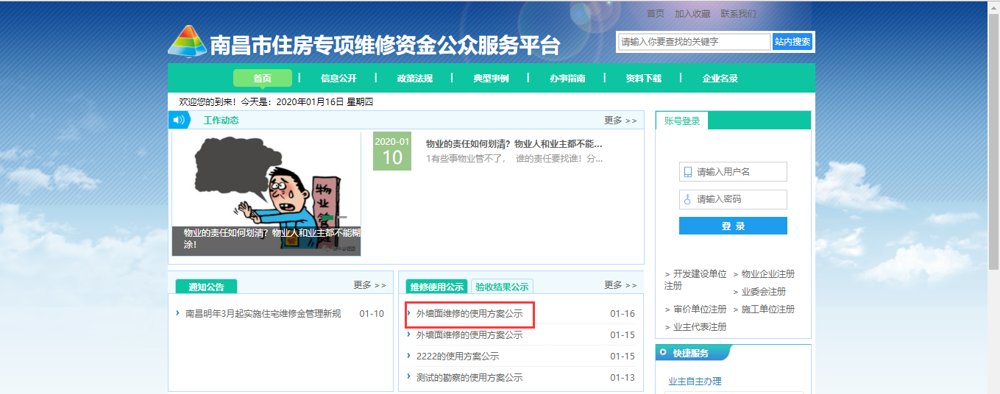 首页 加入收藏 联系我们
南昌市住房专项维修资金公众服务平台
请输入你要查找的关键字 站内搜索
首页 信息公开 政策法规 典型事例 办事指南 资料下载 企业名录
欢迎您的到来！今天是：2020年01月16日 星期四
工作动态 更多 >>
物业管
物业的责任如何划清？物业人和业主都不能糊
涂！
2020-01
10
物业的责任如何划清？物业人和业主都不能...
1有些事物业管不了， 谁的责任要找谁！分...
账号登录
请输入用户名
请输入密码
登 录
> 开发建设单位
注册
> 物业企业注册
> 业委会注册
> 审价单位注册 > 施工单位注册
> 业主代表注册
通知公告 更多 >>
南昌明年3月起实施住宅维修金管理新规 01-10
维修使用公示 验收结果公示 更多 >>
外墙面维修的使用方案公示 01-16
外墙面维修的使用方案公示 01-15
2222的使用方案公示 01-15
测试的勘察的使用方案公示 01-13
快捷服务
业主自主办理